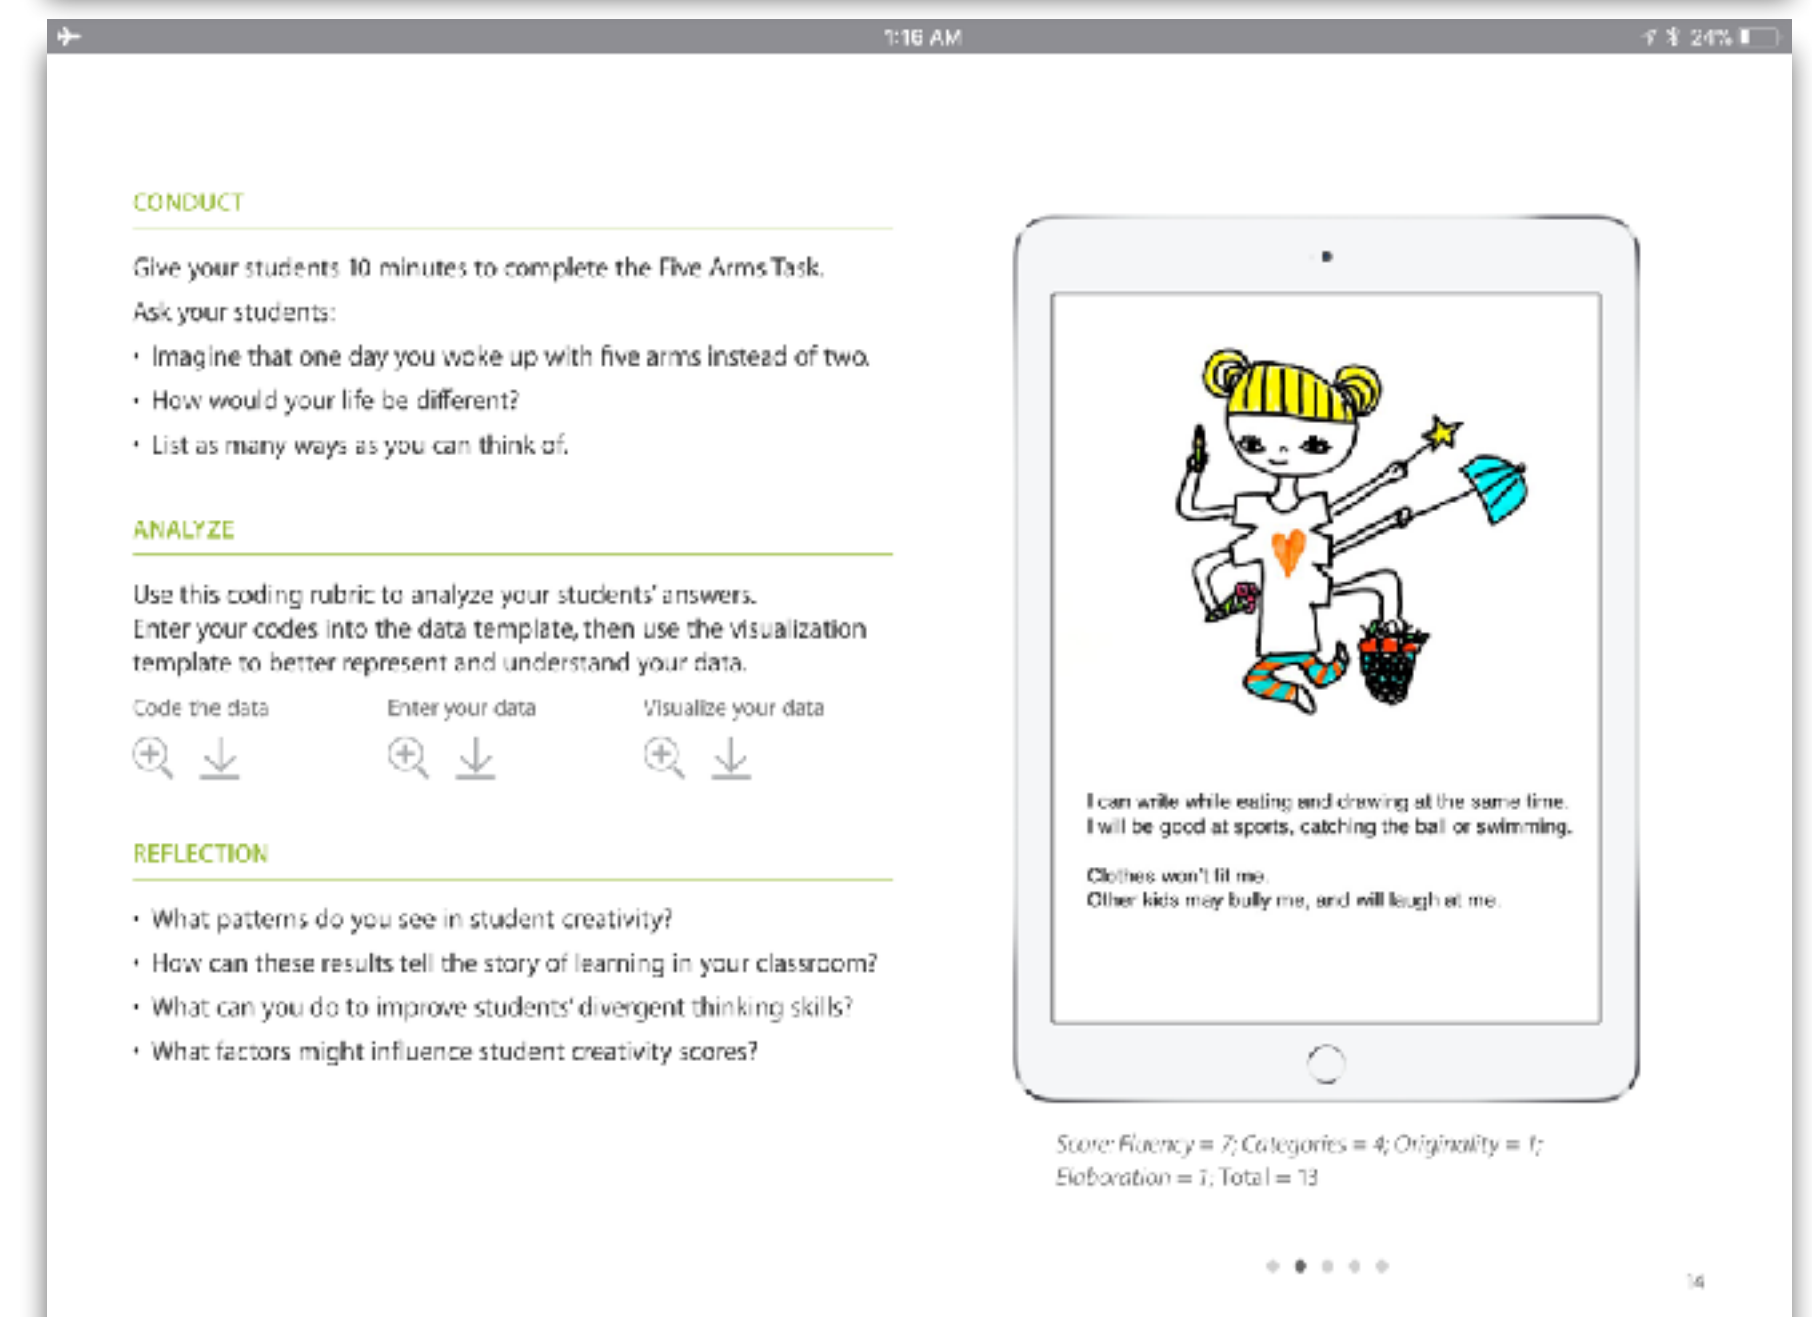 1:16 AM
24%
CONDUCT
Give your students 10 minutes to complete the Five Arms Task.
Ask your students:
• Imagine that one day you woke up with five arms instead of two.
• How would your life be different?
• List as many ways as you can think of.
ANALYZE
Use this coding rubric to analyze your students' answers.
Enter your codes into the data template, then use the visualization
template to better represent and understand your data.
Code the data
Enter your data
Visualize your data
REFLECTION
• What patterns do you see in student creativity?
• How can these results tell the story of learning in your classroom?
• What can you do to improve students' divergent thinking skills?
• What factors might influence student creativity scores?
I can write while eating and drawing at the same time.
I will be good at sports, catching the ball or swimming.
Clothes won't fit me.
Other kids may bully me, and will laugh at me.
Score: Fluency = 7; Categories = 4; Originality = 1;
Elaboration = 1; Total = 13
14